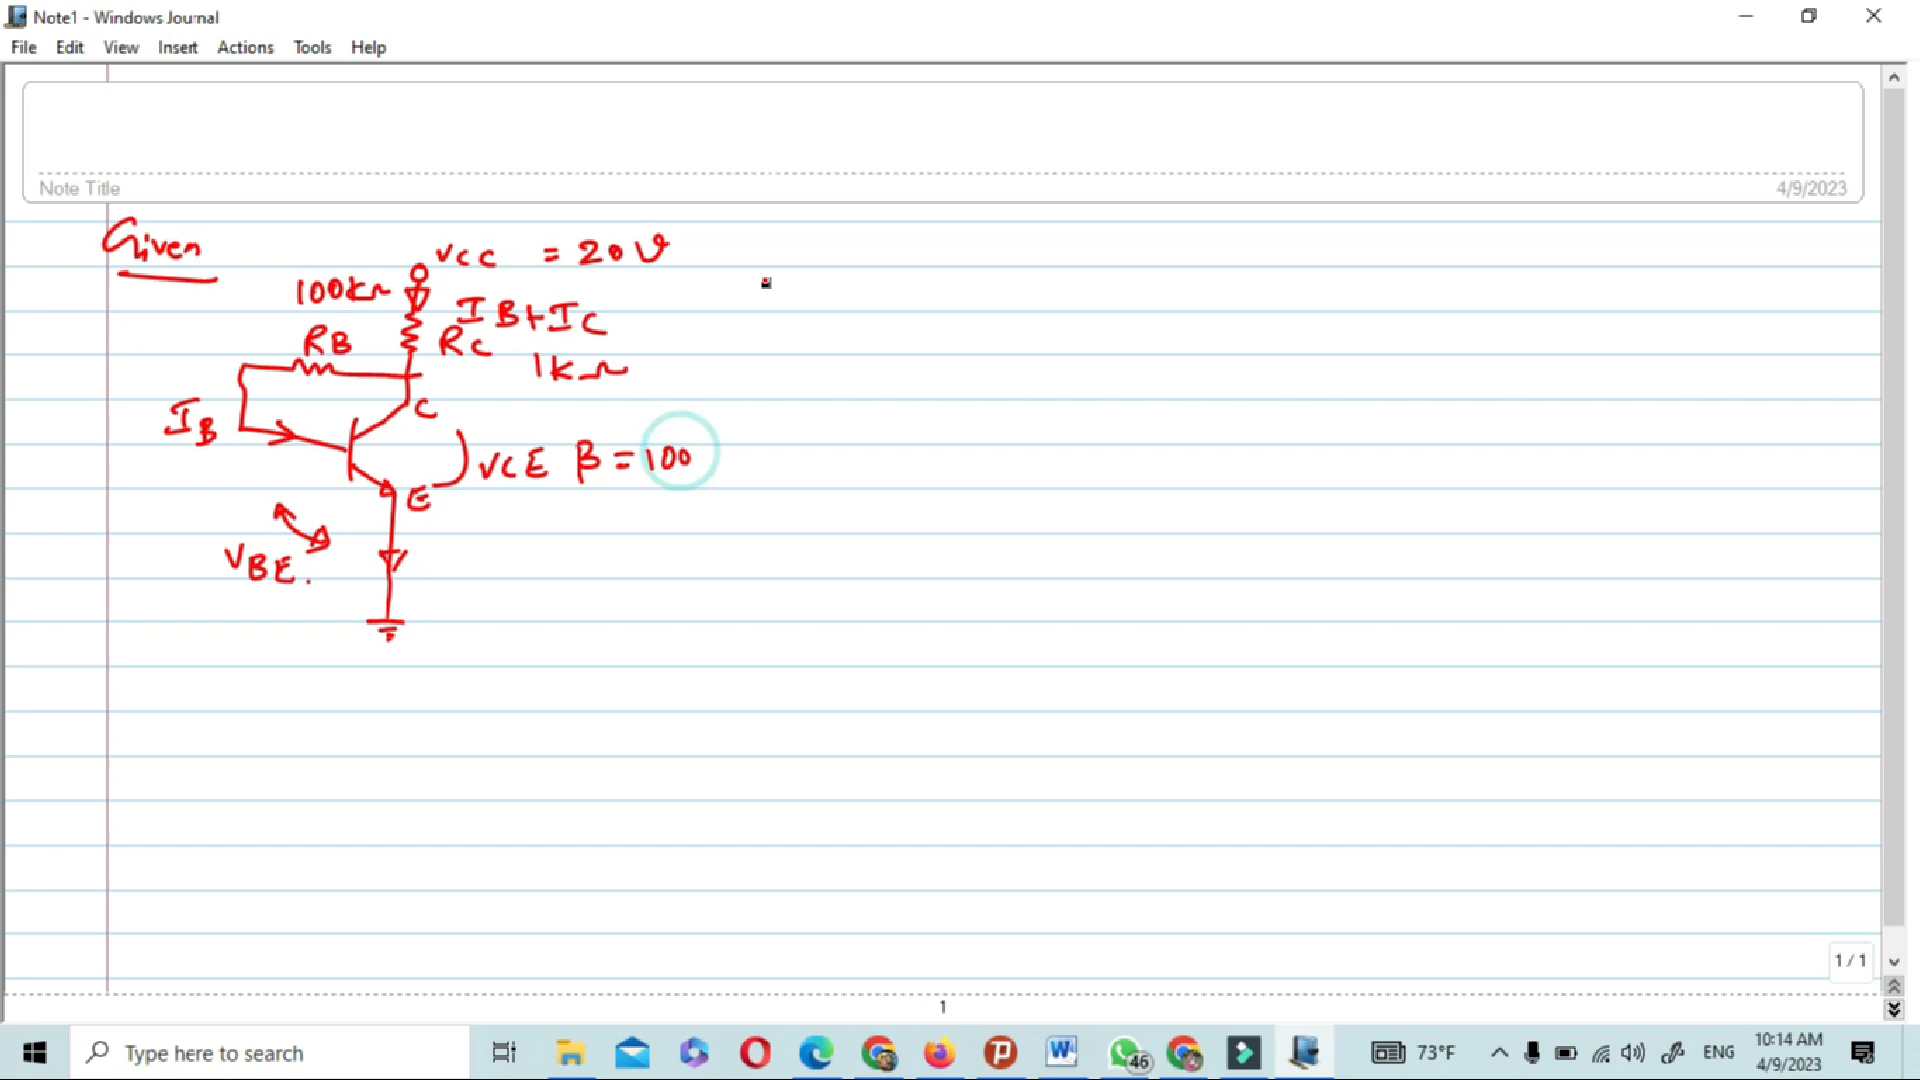 Note1 - Windows Journal
File Edit View Insert Actions Tools Help
Note Title 4/9/2023
Given
VCC = 20V
100kΩ
IB+IC
RB
RC
1kΩ
C
IB
VCE β = 100
E
VBE.
1 / 1
1
Type here to search
46
73°F
ENG
10:14 AM
4/9/2023